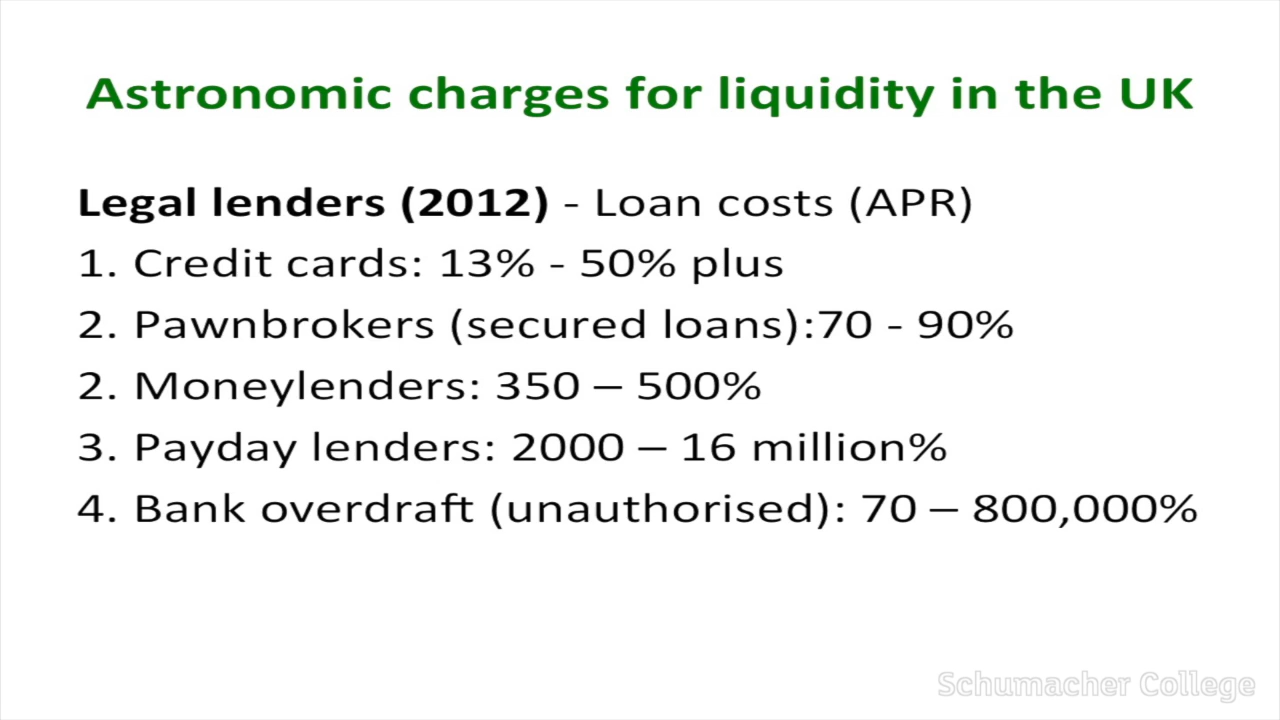 Astronomic charges for liquidity in the UK
Legal lenders (2012) - Loan costs (APR)
1. Credit cards: 13% - 50% plus
2. Pawnbrokers (secured loans):70 - 90%
2. Moneylenders: 350 – 500%
3. Payday lenders: 2000 – 16 million%
4. Bank overdraft (unauthorised): 70 – 800,000%
Schumacher College